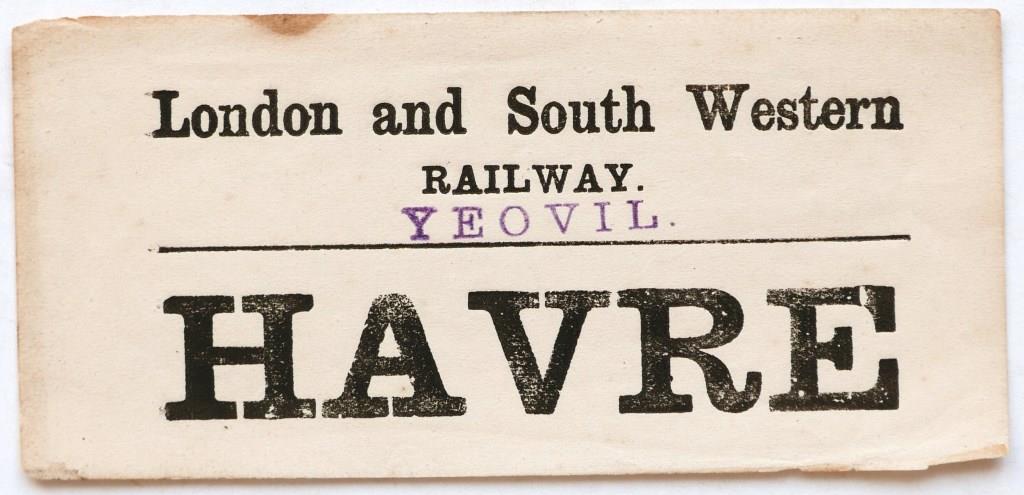 London and South Western
RAILWAY.
YEOVIL.
HAVRE